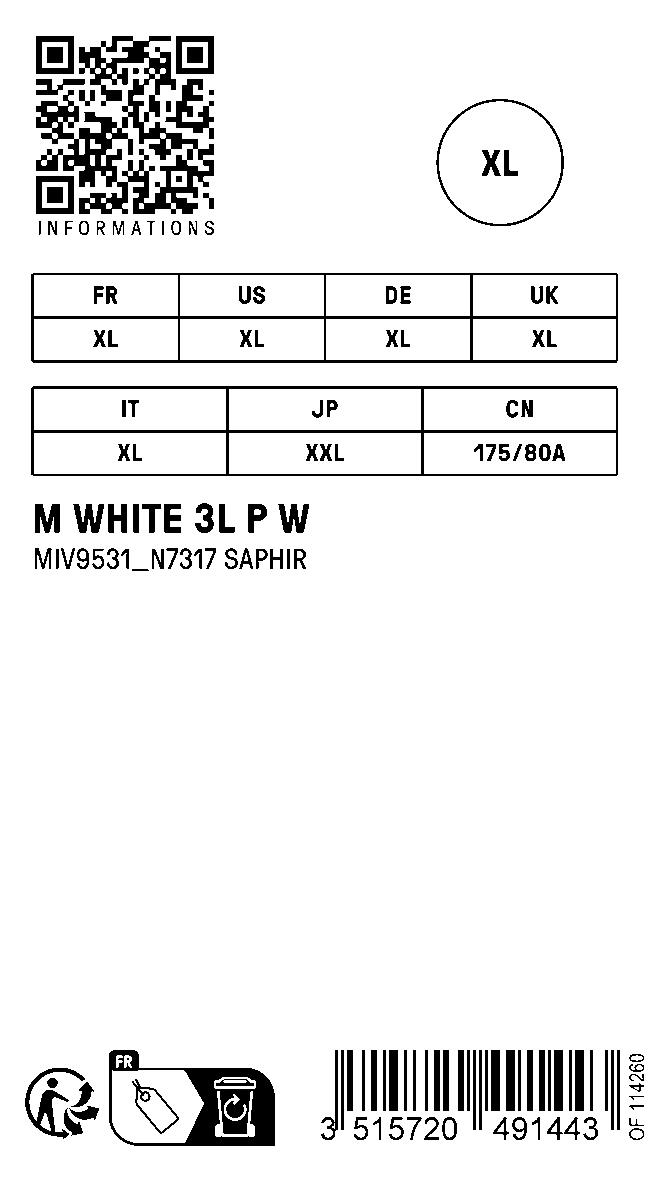 XL
INFORMATIONS
FR US DE UK
XL XL XL XL
IT JP CN
XL XXL 175/80A
M WHITE 3L P W
MIV9531_N7317 SAPHIR
FR
3 515720 491443
OF 114260